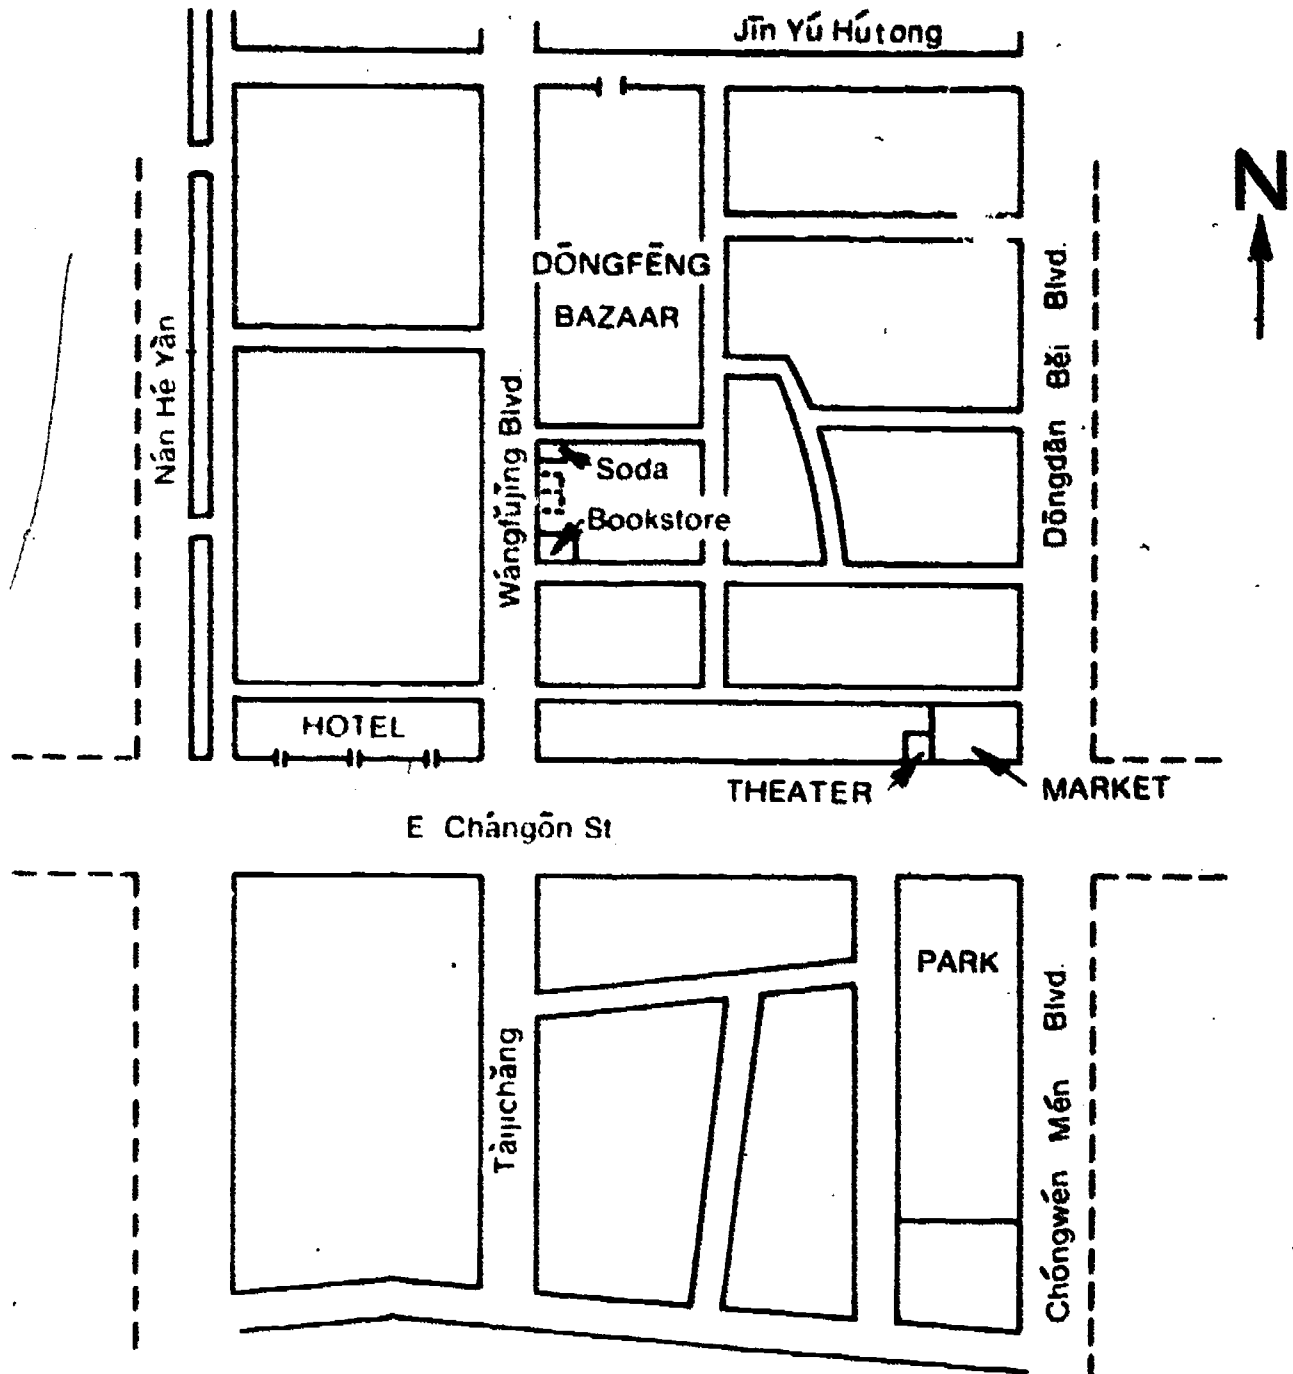 Jīn Yú Hútong
N
DŌNGFĒNG
BAZAAR
Nán Hé Yàn
Wángfǔjǐng Blvd.
Dōngdān Běi Blvd.
Soda
Bookstore
HOTEL
THEATER
MARKET
E Chángōn St
PARK
Tàijīchǎng
Chóngwén Mén Blvd.